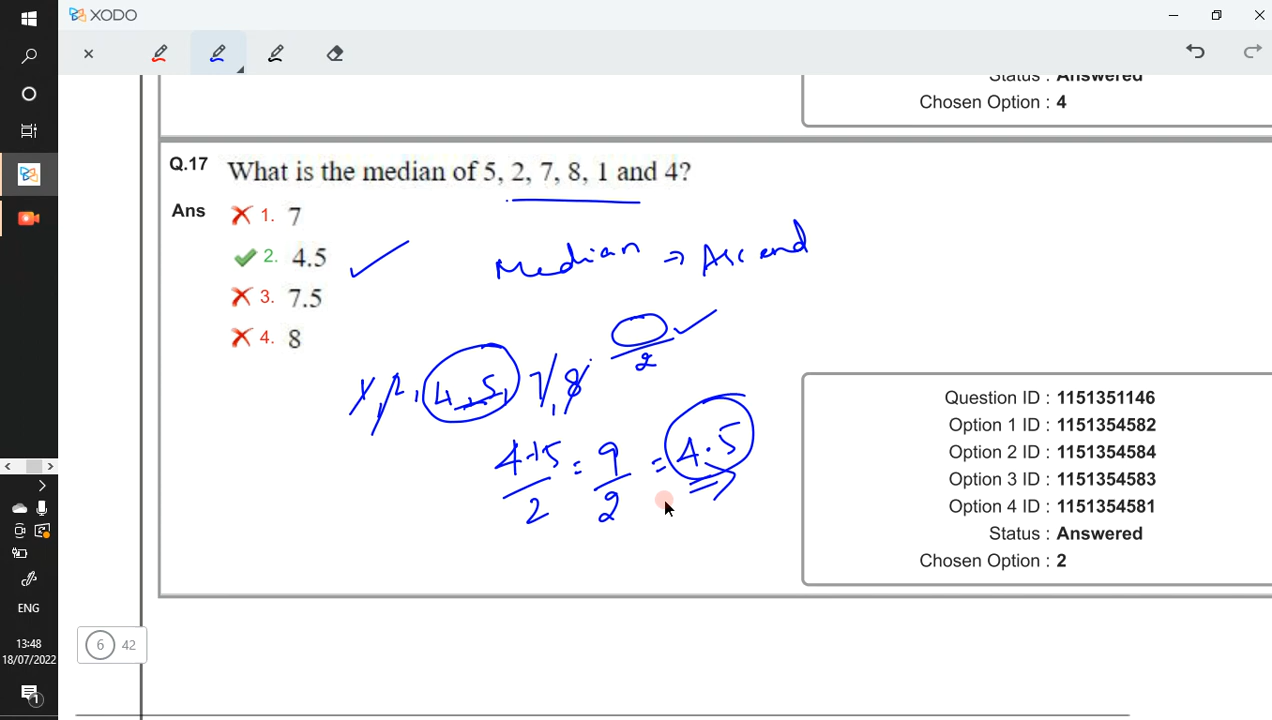 XODO
Status : Answered
Chosen Option : 4
Q.17 What is the median of 5, 2, 7, 8, 1 and 4?
Ans 1. 7
2. 4.5
3. 7.5
4. 8
Median ⇒ Ascend
2
1, 2, 4, 5, 7, 8
4+5/2 = 9/2 = 4.5
Question ID : 1151351146
Option 1 ID : 1151354582
Option 2 ID : 1151354584
Option 3 ID : 1151354583
Option 4 ID : 1151354581
Status : Answered
Chosen Option : 2
ENG
13:48
18/07/2022
1
6 42